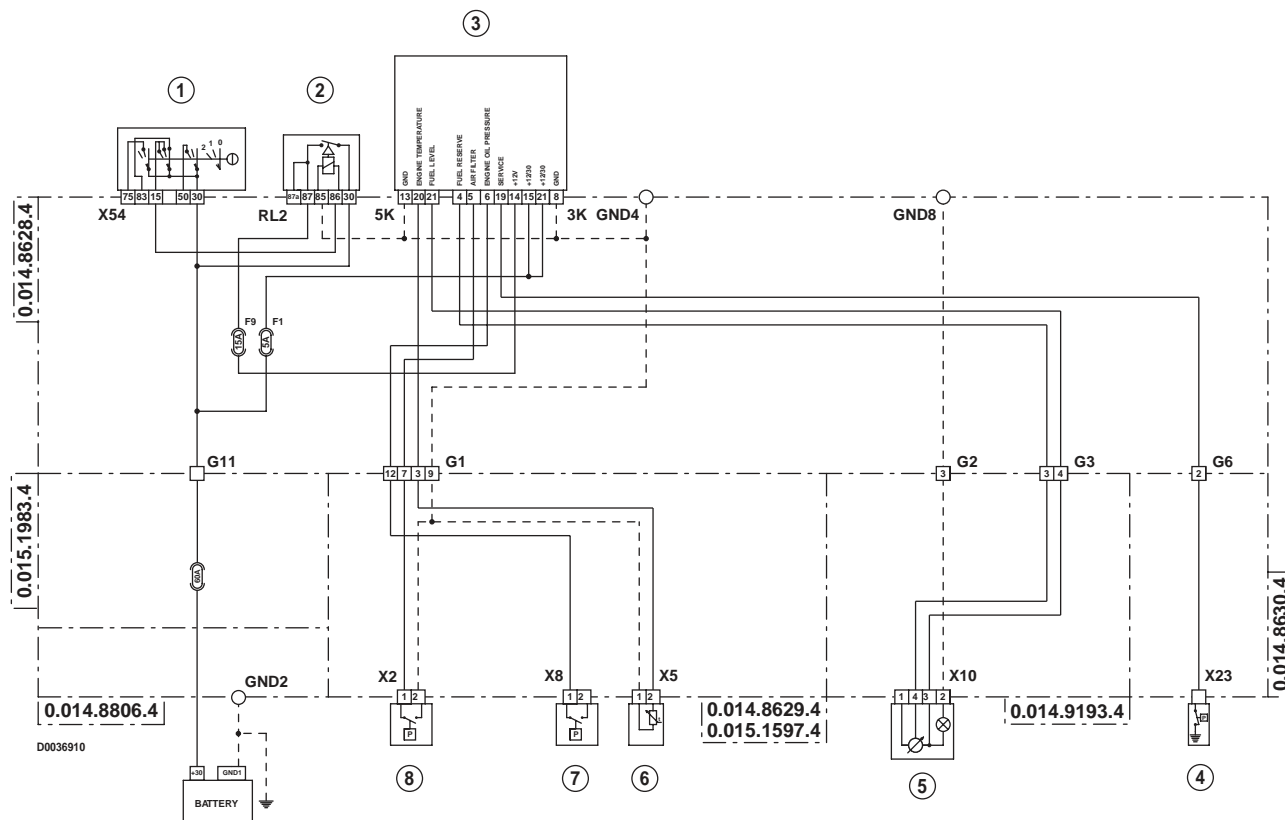 3
1
2
GND
ENGINE TEMPERATURE
FUEL LEVEL
FUEL RESERVE
AIR FILTER
ENGINE OIL PRESSURE
SERVICE
+12V
+12/30
+12/30
GND
2 1 0
75 83 15 50 30
87a 87 85 86 30
13 20 21
4 5 6 19 14 15 21 8
X54
RL2
5K
3K
GND4
GND8
0.014.8628.4
F9
F1
15A
5A
G11
12 7 3 9
G1
3
G2
3 4
G3
2
G6
0.015.1983.4
60A
0.014.8630.4
GND2
X2
X8
X5
X10
X23
1 2
1 2
1 2
1 4 3 2
0.014.8806.4
0.014.8629.4
0.015.1597.4
0.014.9193.4
P
P
P
D0036910
+30
GND1
BATTERY
8
7
6
5
4